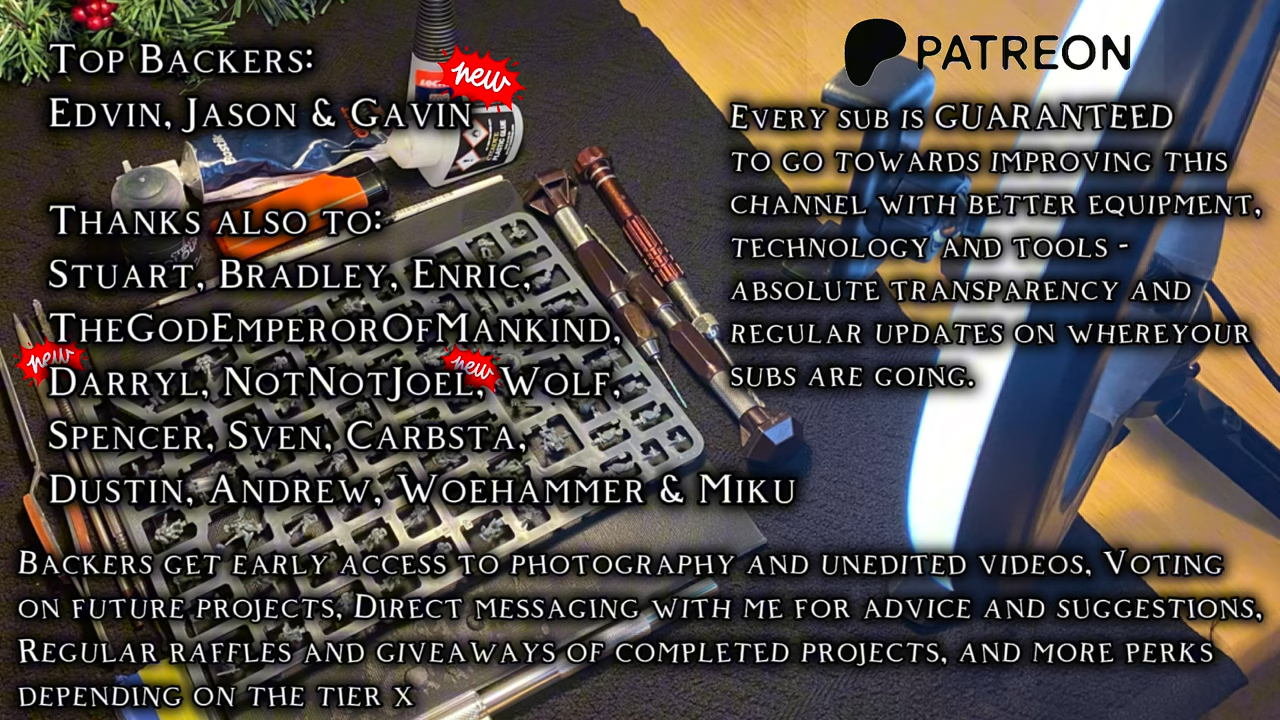 Top Backers:
new
Edvin, Jason & Gavin
Thanks also to:
Stuart, Bradley, Enric,
TheGodEmperorOfMankind,
new
new
Darryl, NotNotJoel, Wolf,
Spencer, Sven, Carbsta,
Dustin, Andrew, Woehammer & Miku
PATREON
Every sub is GUARANTEED
to go towards improving this
channel with better equipment,
technology and tools -
absolute transparency and
regular updates on whereyour
subs are going.
Backers get early access to photography and unedited videos, Voting
on future projects, Direct messaging with me for advice and suggestions,
Regular raffles and giveaways of completed projects, and more perks
depending on the tier x
PLASTIC GLUE